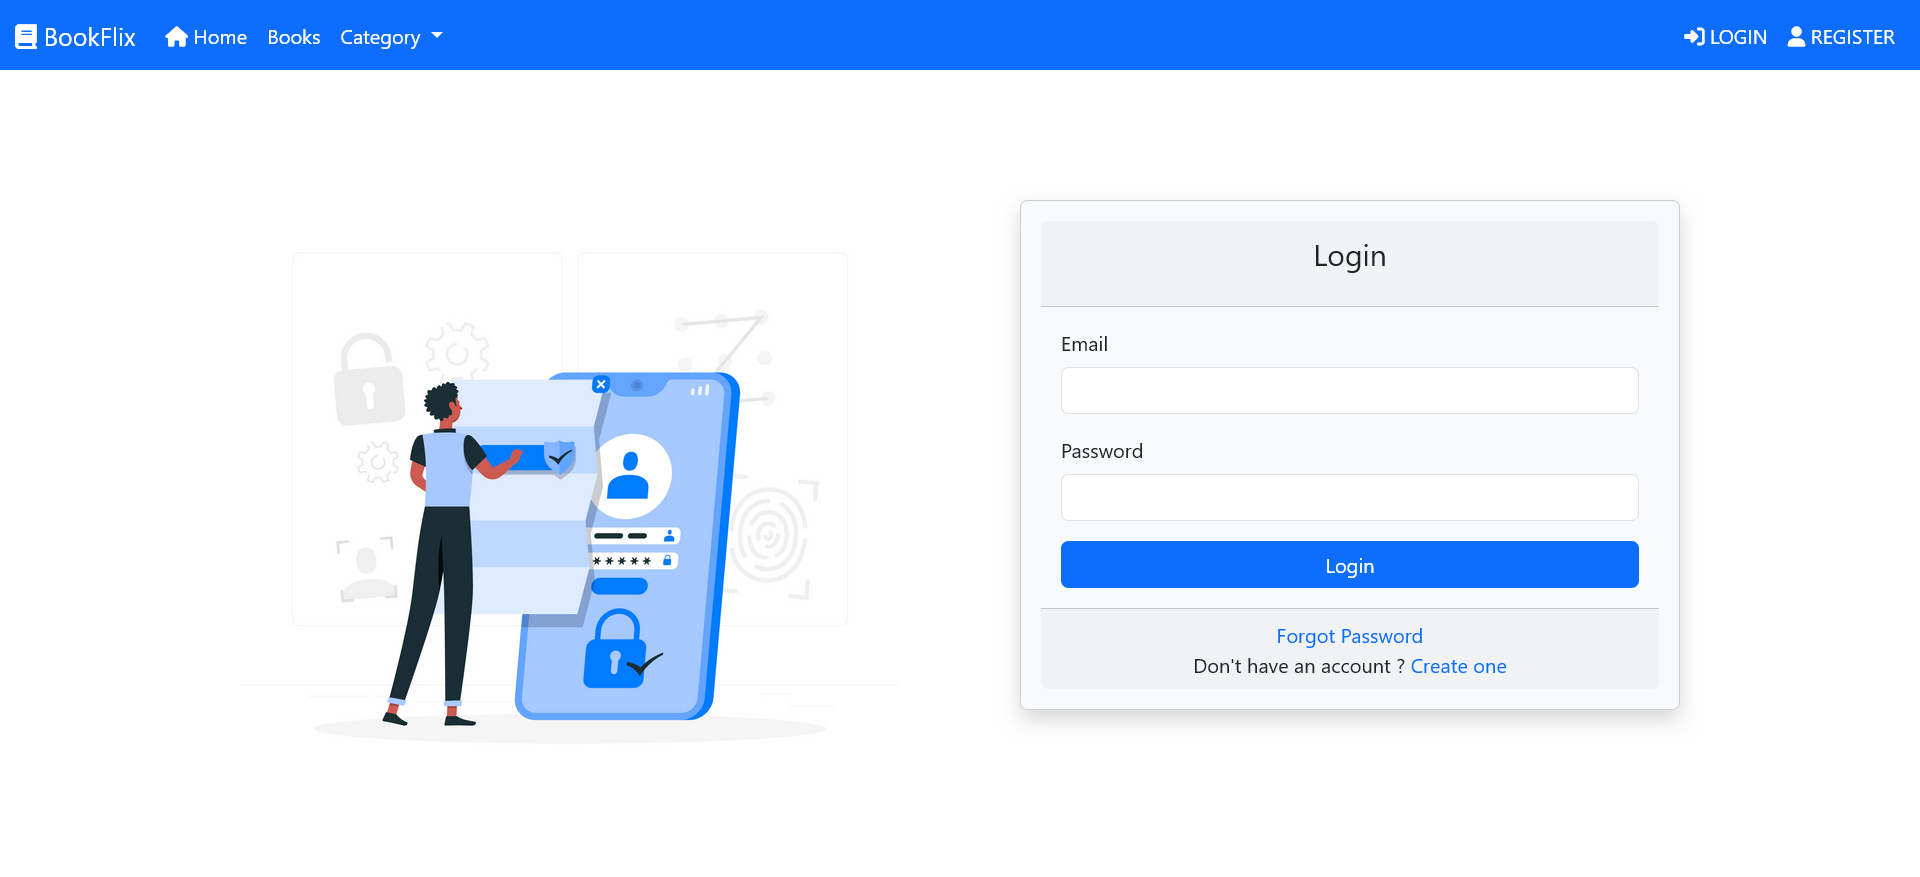 BookFlix Home Books Category LOGIN REGISTER
Login
Email
Password
Login
Forgot Password
Don't have an account ? Create one